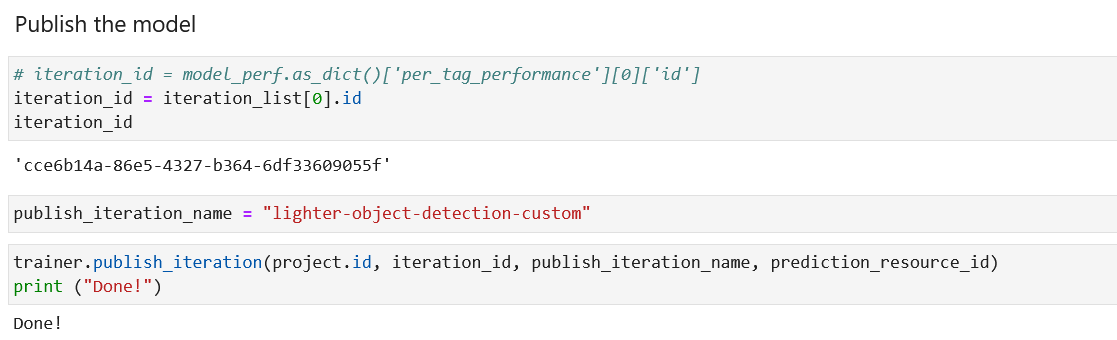 Publish the model
# iteration_id = model_perf.as_dict()['per_tag_performance'][0]['id']
iteration_id = iteration_list[0].id
iteration_id
'cce6b14a-86e5-4327-b364-6df33609055f'
publish_iteration_name = "lighter-object-detection-custom"
trainer.publish_iteration(project.id, iteration_id, publish_iteration_name, prediction_resource_id)
print ("Done!")
Done!